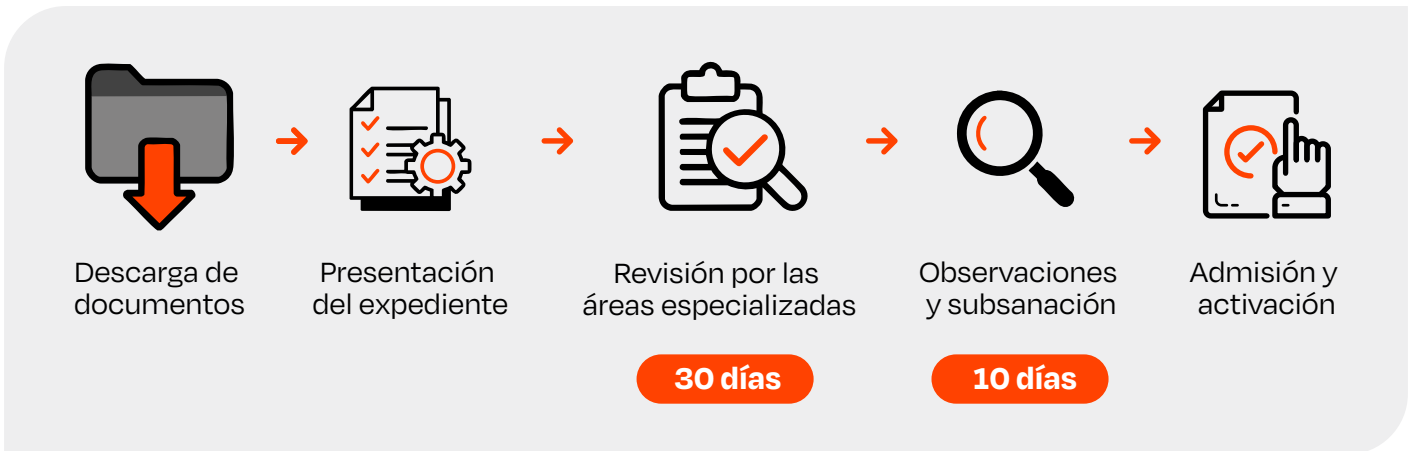 Descarga de
documentos
Presentación
del expediente
Revisión por las
áreas especializadas
30 días
Observaciones
y subsanación
10 días
Admisión y
activación